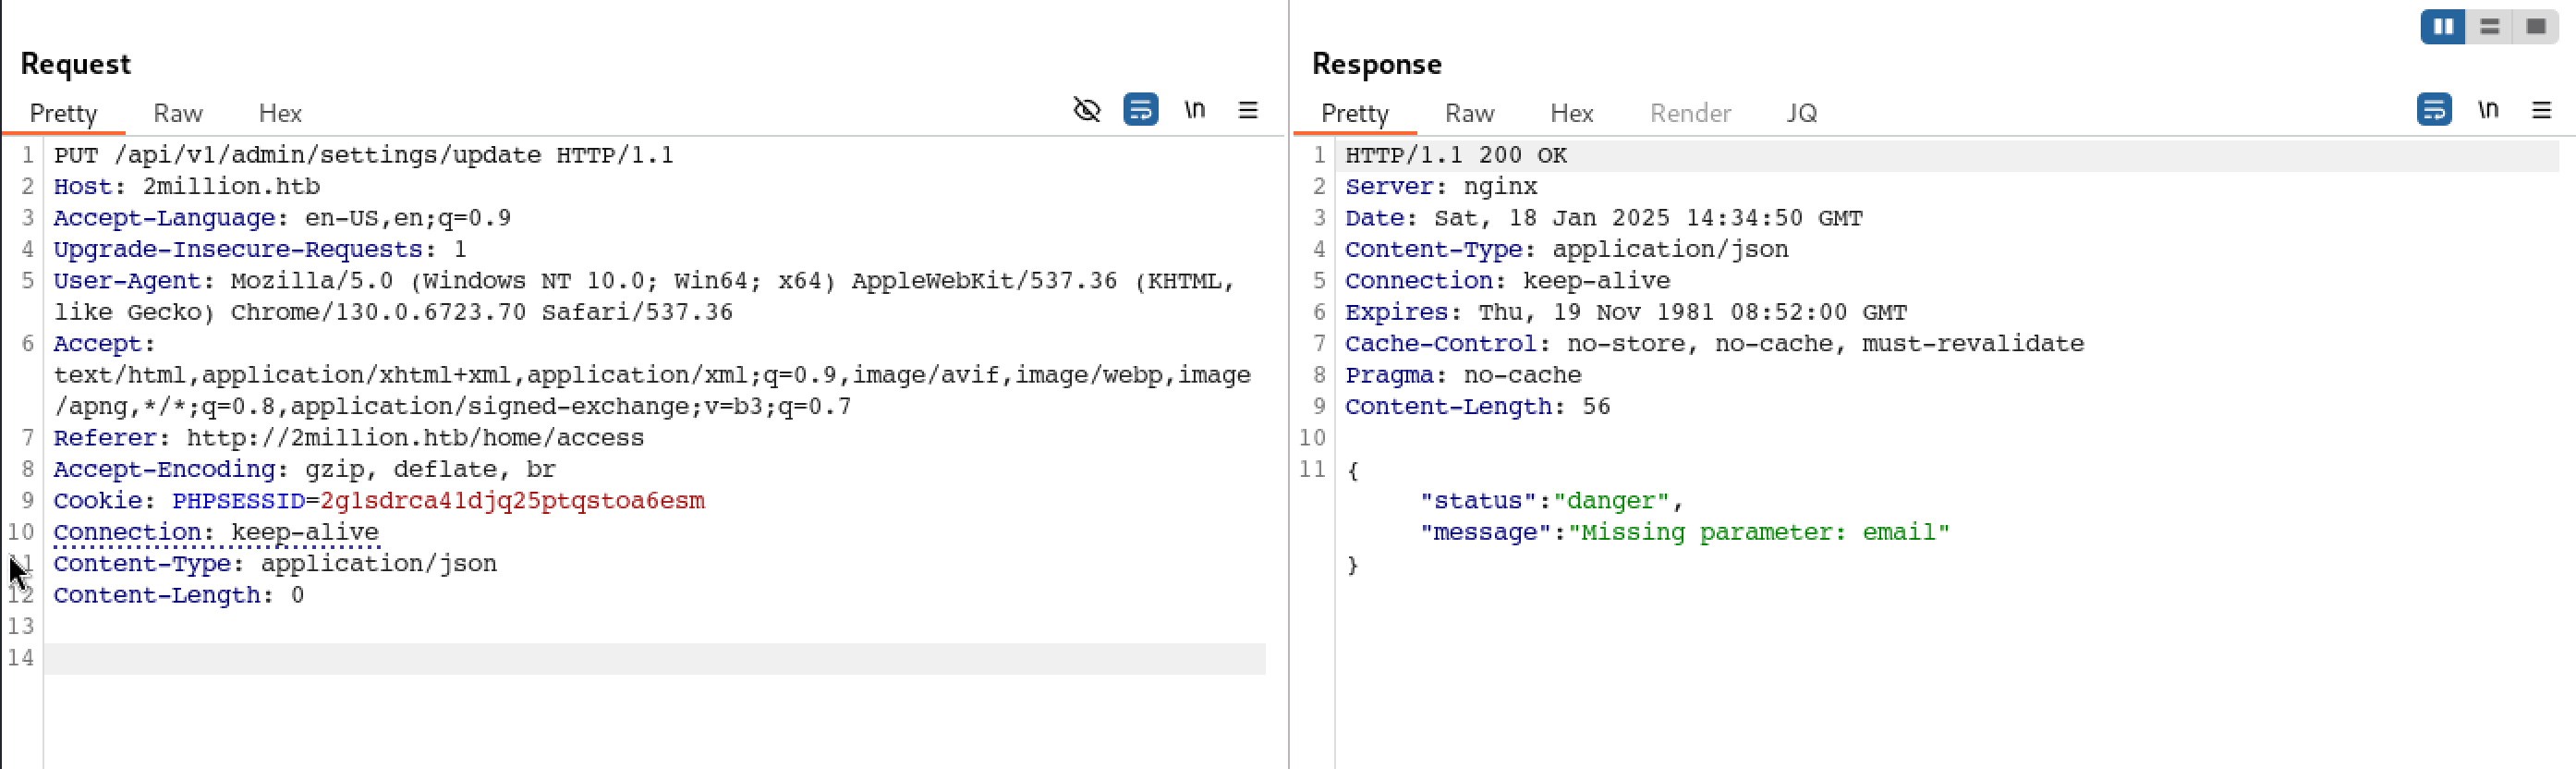 Request
Pretty Raw Hex \n
1 PUT /api/v1/admin/settings/update HTTP/1.1
2 Host: 2million.htb
3 Accept-Language: en-US,en;q=0.9
4 Upgrade-Insecure-Requests: 1
5 User-Agent: Mozilla/5.0 (Windows NT 10.0; Win64; x64) AppleWebKit/537.36 (KHTML,
like Gecko) Chrome/130.0.6723.70 Safari/537.36
6 Accept:
text/html,application/xhtml+xml,application/xml;q=0.9,image/avif,image/webp,image
/apng,*/*;q=0.8,application/signed-exchange;v=b3;q=0.7
7 Referer: http://2million.htb/home/access
8 Accept-Encoding: gzip, deflate, br
9 Cookie: PHPSESSID=2g1sdrca41djq25ptqstoa6esm
10 Connection: keep-alive
11 Content-Type: application/json
12 Content-Length: 0
13
14
Response
Pretty Raw Hex Render JQ \n
1 HTTP/1.1 200 OK
2 Server: nginx
3 Date: Sat, 18 Jan 2025 14:34:50 GMT
4 Content-Type: application/json
5 Connection: keep-alive
6 Expires: Thu, 19 Nov 1981 08:52:00 GMT
7 Cache-Control: no-store, no-cache, must-revalidate
8 Pragma: no-cache
9 Content-Length: 56
10
11 {
"status":"danger",
"message":"Missing parameter: email"
}